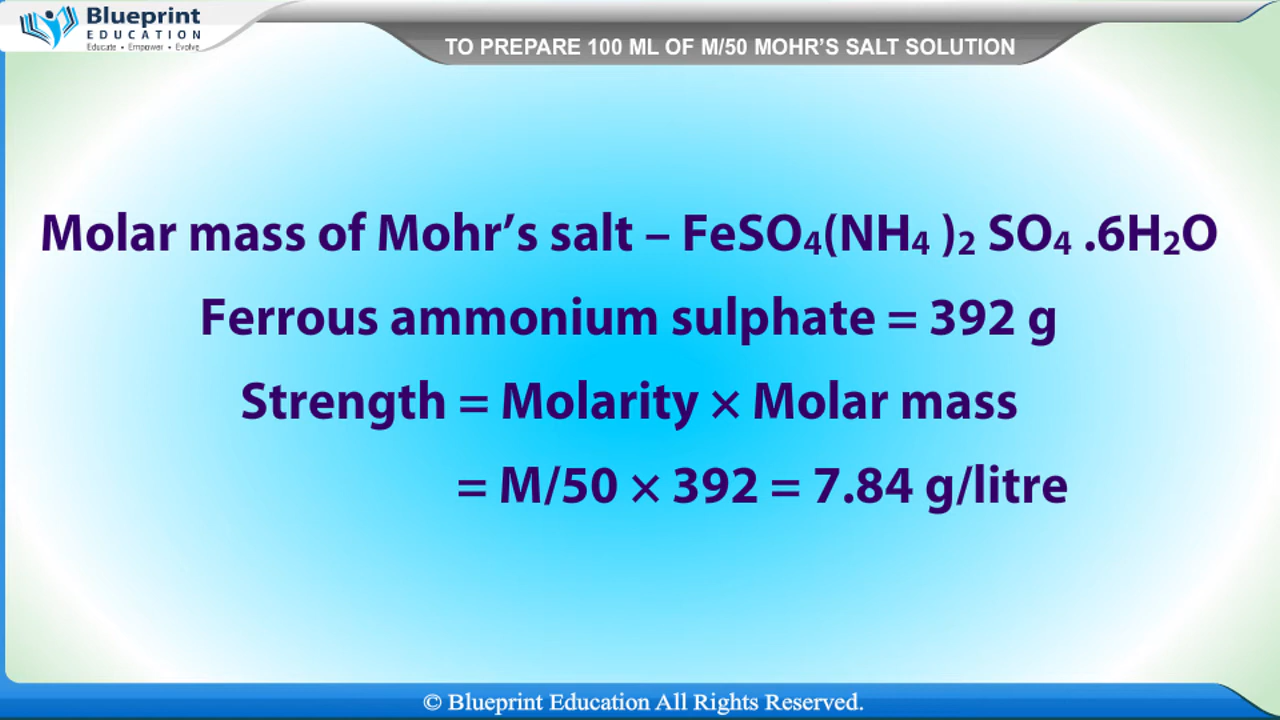 Blueprint
EDUCATION
Educate • Empower • Evolve
TO PREPARE 100 ML OF M/50 MOHR’S SALT SOLUTION
Molar mass of Mohr’s salt – FeSO₄(NH₄ )₂ SO₄ .6H₂O
Ferrous ammonium sulphate = 392 g
Strength = Molarity × Molar mass
= M/50 × 392 = 7.84 g/litre
© Blueprint Education All Rights Reserved.